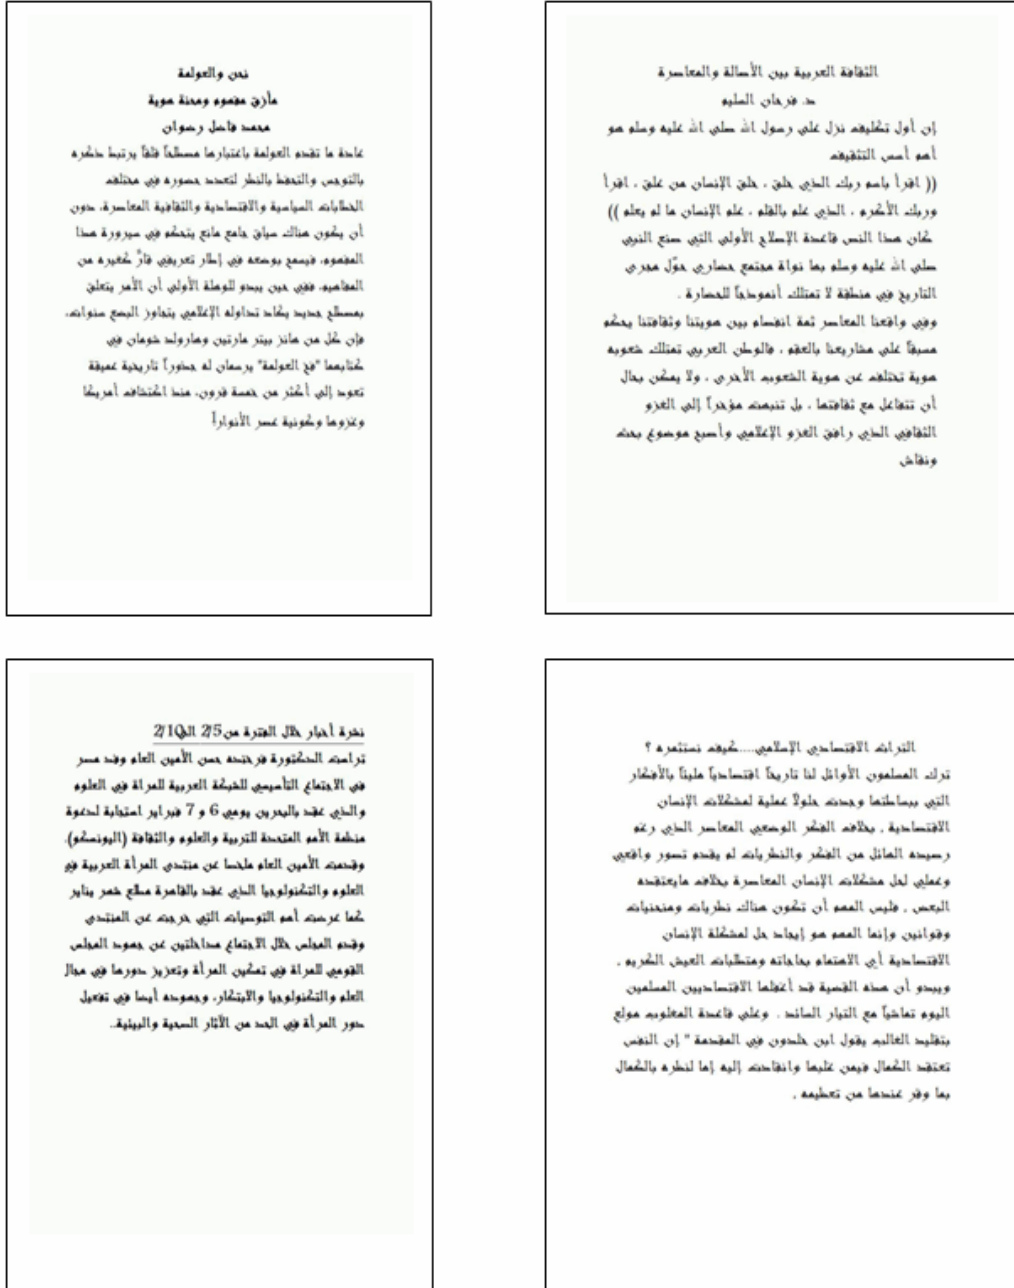 نحن والعولمة
مأزق مفهوم ومحنة هوية
محمد فاضل رضوان
عادة ما تقدم العولمة باعتبارها مصطلحاً قلقاً يرتبط ذكره
بالتوجس والتحفظ بالنظر لتعدد حضوره في مختلف
الخطابات السياسية والاقتصادية والثقافية المعاصرة، دون
أن يكون هناك سياق جامع مانع يتحكم في سيرورة هذا
المفهوم، فيسمح بوضعه في إطار تعريفي قارٍّ كغيره من
المفاهيم، ففي حين يبدو للوهلة الأولى أن الأمر يتعلق
بمصطلح جديد يكاد تداوله الإعلامي يتجاوز البضع سنوات،
فإن كل من هانز بيتر مارتين وهارولد شومان في
كتابهما "فخ العولمة" يرسمان له جذوراً تاريخية عميقة
تعود إلى أكثر من خمسة قرون، منذ اكتشاف أمريكا
وغزوها وكونية عصر الأنوار!
الثقافة العربية بين الأصالة والمعاصرة
د. فرحان السليم
إن أول تكليف نزل على رسول الله صلى الله عليه وسلم هو
أهم أسس التثقيف
(( اقرأ باسم ربك الذي خلق ، خلق الإنسان من علق ، اقرأ
وربك الأكرم ، الذي علم بالقلم ، علم الإنسان ما لم يعلم ))
كان هذا النص قاعدة الإصلاح الأولى التي صنع النبي
صلى الله عليه وسلم بها نواة مجتمع حضاري حوّل مجرى
التاريخ في منطقة لا تمتلك أنموذجاً للحضارة .
وفي واقعنا المعاصر ثمة انفصام بين هويتنا وثقافتنا يحكم
مسبقاً على مشاريعنا بالعقم ، فالوطن العربي تمتلك شعوبه
هوية تختلف عن هوية الشعوب الأخرى ، ولا يمكن بحال
أن تتفاعل مع ثقافتها ، بل تنبهت مؤخراً إلى الغزو
الثقافي الذي رافق الغزو الإعلامي وأصبح موضوع بحث
ونقاش
نشرة أخبار خلال الفترة من 2/5 الى 2/10
تراست الدكتورة فرخنده حسن الأمين العام وفد مصر
في الاجتماع التأسيسي للشبكة العربية للمراة في العلوم
والذي عقد بالبحرين يومي 6 و 7 فبراير استجابة لدعوة
منظمة الأمم المتحدة للتربية والعلوم والثقافة (اليونسكو).
وقدمت الأمين العام ملخصا عن منتدى المرأة العربية في
العلوم والتكنولوجيا الذي عقد بالقاهرة مطلع شهر يناير
كما عرضت أهم التوصيات التي خرجت عن المنتدى
وقدم المجلس خلال الاجتماع مداخلتين عن جهود المجلس
القومي للمراة في تمكين المرأة وتعزيز دورها في مجال
العلم والتكنولوجيا والابتكار، وجهوده أيضا في تفعيل
دور المرأة في الحد من الآثار الصحية والبيئية..
التراث الاقتصادي الإسلامي....كيف نستثمره ؟
ترك المسلمون الأوائل لنا تاريخاً اقتصادياً مليئاً بالأفكار
التي ببساطتها وجدت حلولاً عملية لمشكلات الإنسان
الاقتصادية , بخلاف الفكر الوضعي المعاصر الذي رغم
رصيده الهائل من الفكر والنظريات لم يقدم تصور واقعي
وعملي لحل مشكلات الإنسان المعاصرة بخلاف مايعتقده
البعض , فليس المهم أن تكون هناك نظريات ومنحنيات
وقوانين وإنما المهم هو إيجاد حل لمشكلة الإنسان
الاقتصادية أي الاهتمام بحاجاته ومتطلبات العيش الكريم ,
ويبدو أن هذه القضية قد أغفلها الاقتصاديين المسلمين
اليوم تماشياً مع التيار السائد . وعلى قاعدة المغلوب مولع
بتقليد الغالب يقول ابن خلدون في المقدمة " إن النفس
تعتقد الكمال فيمن غلبها وانقادت إليه إما لنظره بالكمال
بما وقر عندها من تعظيمه .